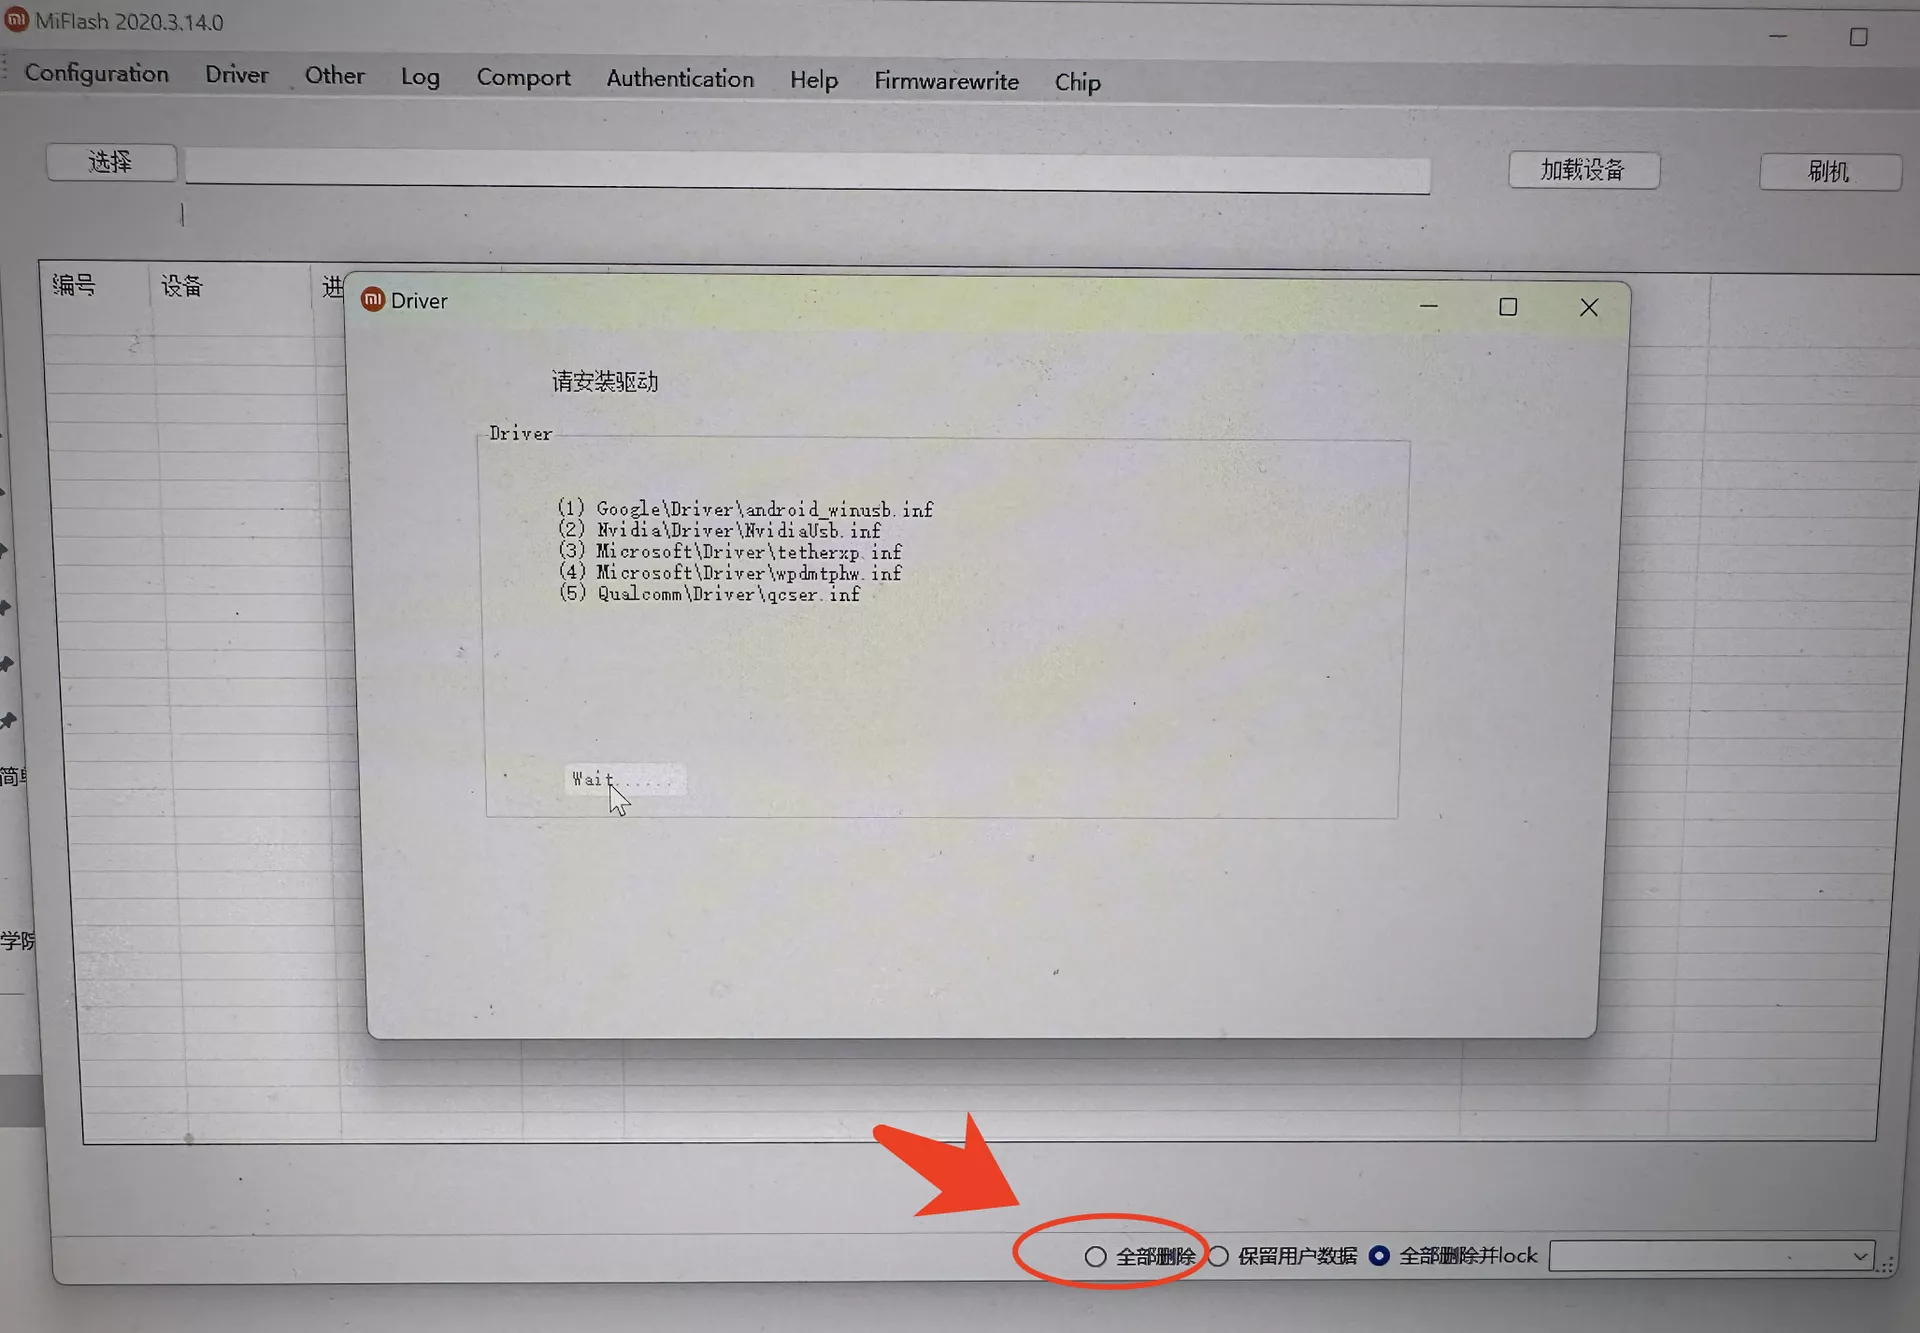 MiFlash 2020.3.14.0
Configuration Driver Other Log Comport Authentication Help Firmwarewrite Chip
选择 加载设备 刷机
编号 设备 进
Driver
请安装驱动
Driver
(1) Google\Driver\android_winusb.inf
(2) Nvidia\Driver\NvidiaUsb.inf
(3) Microsoft\Driver\tetherxp.inf
(4) Microsoft\Driver\wpdmtphw.inf
(5) Qualcomm\Driver\qcser.inf
简单
Wait......
学院
全部删除 保留用户数据 全部删除并lock